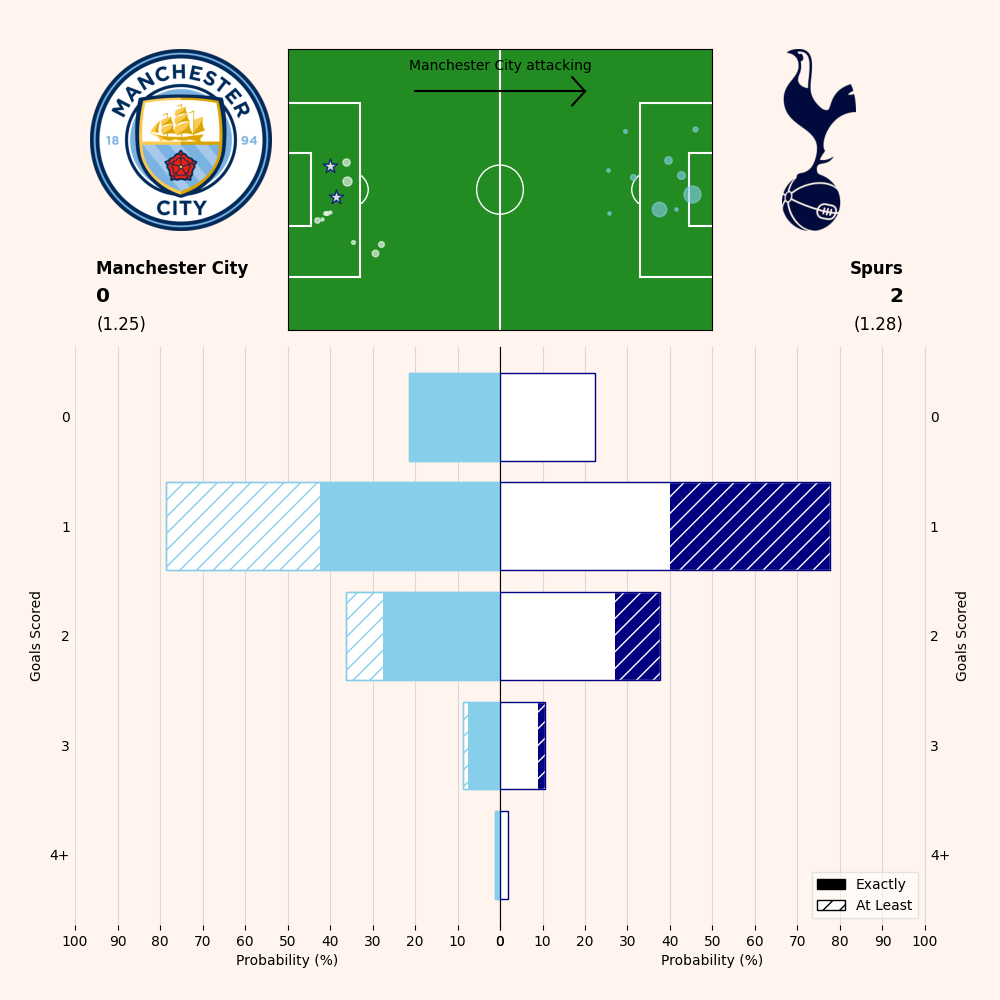 MANCHESTER
18 94
CITY
Manchester City attacking
Manchester City
0
(1.25)
Spurs
2
(1.28)
Goals Scored
0
1
2
3
4+
0
1
2
3
4+
Goals Scored
Exactly
At Least
100 90 80 70 60 50 40 30 20 10 0
0 10 20 30 40 50 60 70 80 90 100
Probability (%)
Probability (%)